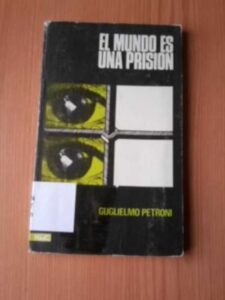 EL MUNDO ES
UNA PRISION
GUGLIELMO PETRONI